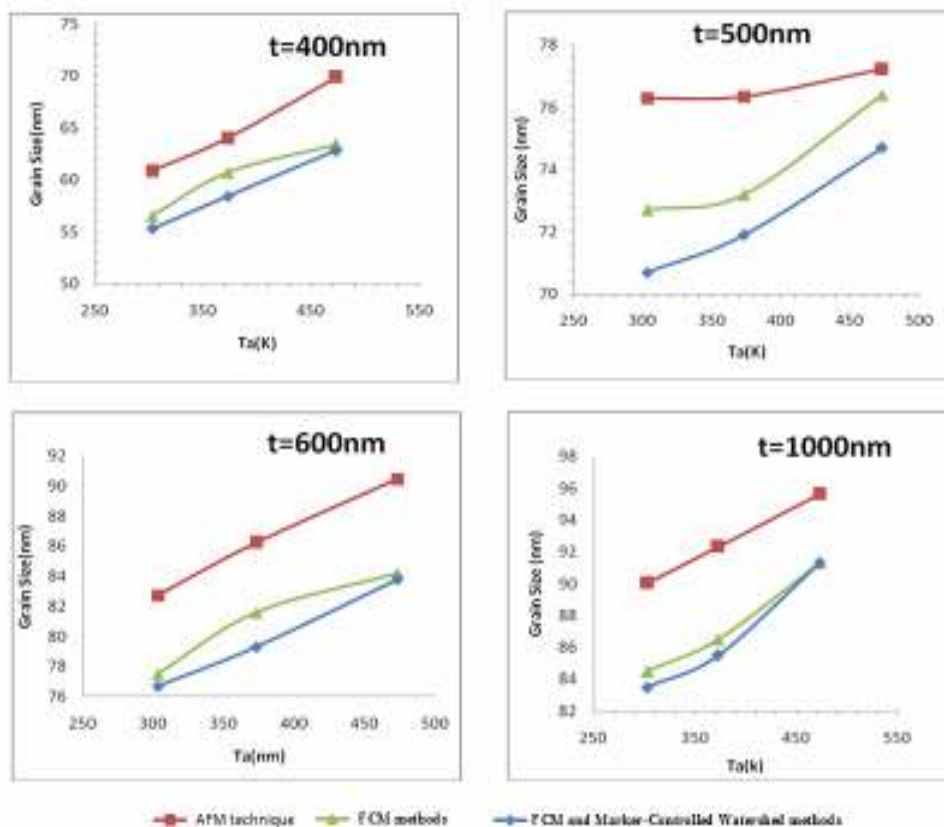 t=400nm
Grain Size(nm)
75
70
65
60
55
50
250 350 450 550
Ta(K)
t=500nm
Grain Size (nm)
78
76
74
72
70
250 300 350 400 450 500
Ta(K)
t=600nm
Grain Size(nm)
92
90
88
86
84
82
80
78
76
250 300 350 400 450 500
Ta(nm)
t=1000nm
Grain Size (nm)
98
96
94
92
90
88
86
84
82
250 350 450 550
Ta(k)
AFM technique FCM methods FCM and Marker-Controlled Watershed methods